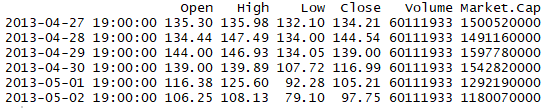 Open High Low Close Volume Market.Cap
2013-04-27 19:00:00 135.30 135.98 132.10 134.21 60111933 1500520000
2013-04-28 19:00:00 134.44 147.49 134.00 144.54 60111933 1491160000
2013-04-29 19:00:00 144.00 146.93 134.05 139.00 60111933 1597780000
2013-04-30 19:00:00 139.00 139.89 107.72 116.99 60111933 1542820000
2013-05-01 19:00:00 116.38 125.60 92.28 105.21 60111933 1292190000
2013-05-02 19:00:00 106.25 108.13 79.10 97.75 60111933 1180070000